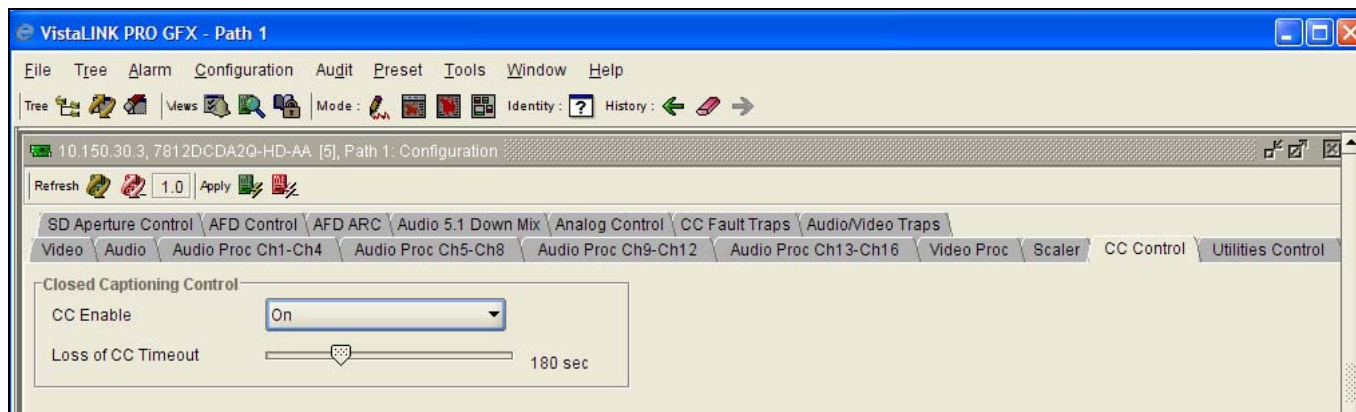 VistaLINK PRO GFX - Path 1
File Tree Alarm Configuration Audit Preset Tools Window Help
Tree Views Mode : Identity : ? History :
10.150.30.3, 7812DCDA2Q-HD-AA [5], Path 1: Configuration
Refresh 1.0 Apply
SD Aperture Control AFD Control AFD ARC Audio 5.1 Down Mix Analog Control CC Fault Traps Audio/Video Traps
Video Audio Audio Proc Ch1-Ch4 Audio Proc Ch5-Ch8 Audio Proc Ch9-Ch12 Audio Proc Ch13-Ch16 Video Proc Scaler CC Control Utilities Control
Closed Captioning Control
CC Enable On
Loss of CC Timeout 180 sec